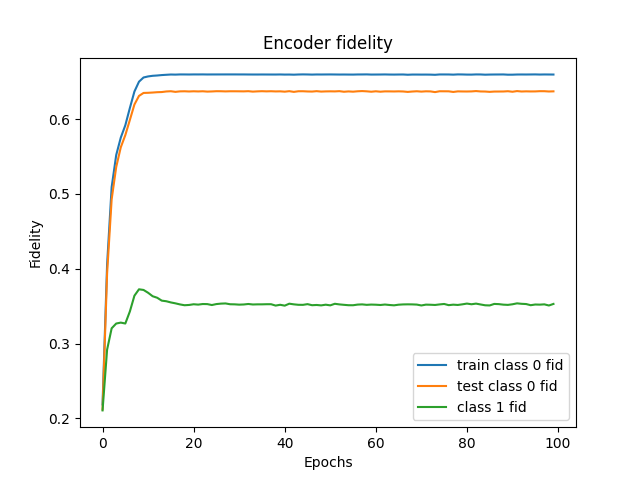 Encoder fidelity
Fidelity
0.6
0.5
0.4
0.3
0.2
train class 0 fid
test class 0 fid
class 1 fid
0 20 40 60 80 100
Epochs